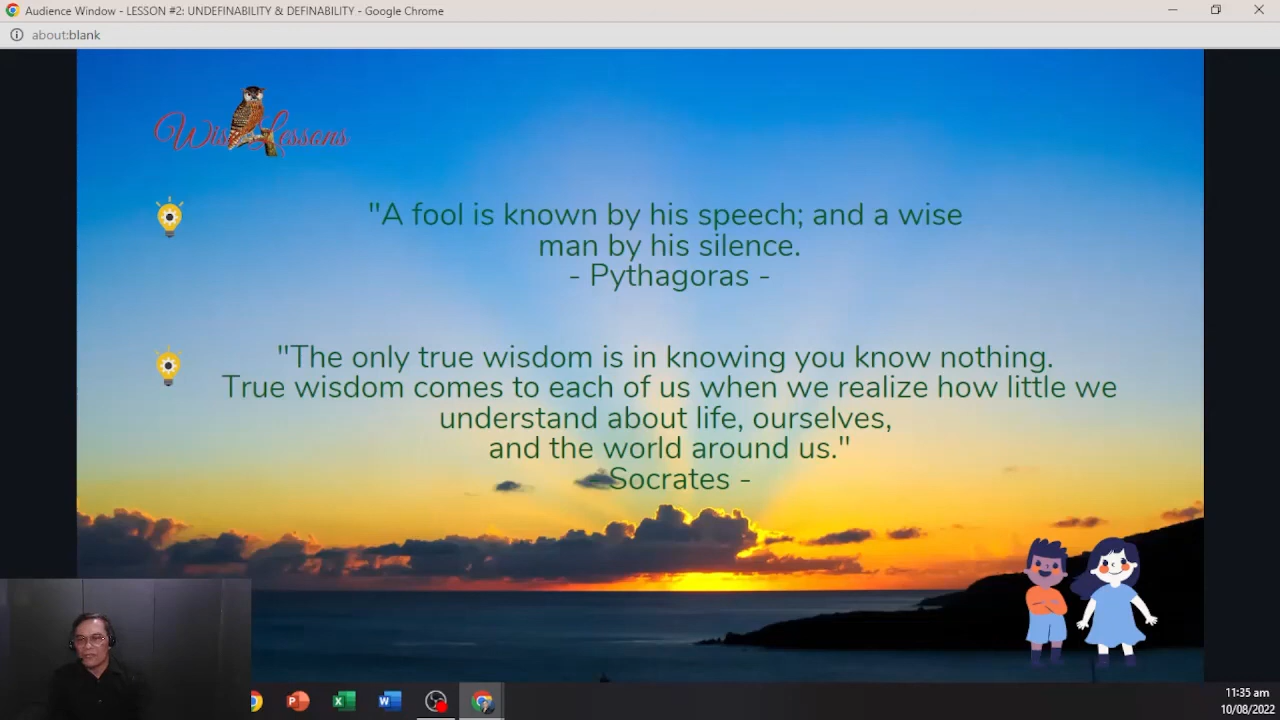 Audience Window - LESSON #2: UNDEFINABILITY & DEFINABILITY - Google Chrome
about:blank
Wise Lessons
"A fool is known by his speech; and a wise
man by his silence.
- Pythagoras -
"The only true wisdom is in knowing you know nothing.
True wisdom comes to each of us when we realize how little we
understand about life, ourselves,
and the world around us."
- Socrates -
11:35 am
10/08/2022